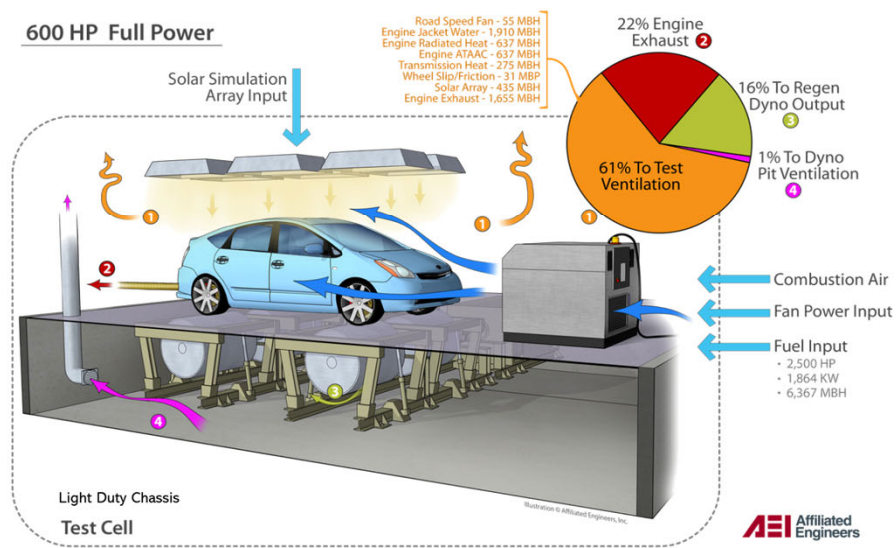 600 HP Full Power
Road Speed Fan - 55 MBH
Engine Jacket Water - 1,910 MBH
Engine Radiated Heat - 637 MBH
Engine ATAAC - 637 MBH
Transmission Heat - 275 MBH
Wheel Slip/Friction - 31 MBP
Solar Array - 435 MBH
Engine Exhaust - 1,655 MBH
22% Engine
Exhaust 2
16% To Regen
Dyno Output
3
1% To Dyno
Pit Ventilation
4
61% To Test
Ventilation
1
Solar Simulation
Array Input
1
1
2
3
4
Combustion Air
Fan Power Input
Fuel Input
• 2,500 HP
• 1,864 KW
• 6,367 MBH
Light Duty Chassis
Test Cell
Illustration © Affiliated Engineers, Inc.
AEI Affiliated
Engineers